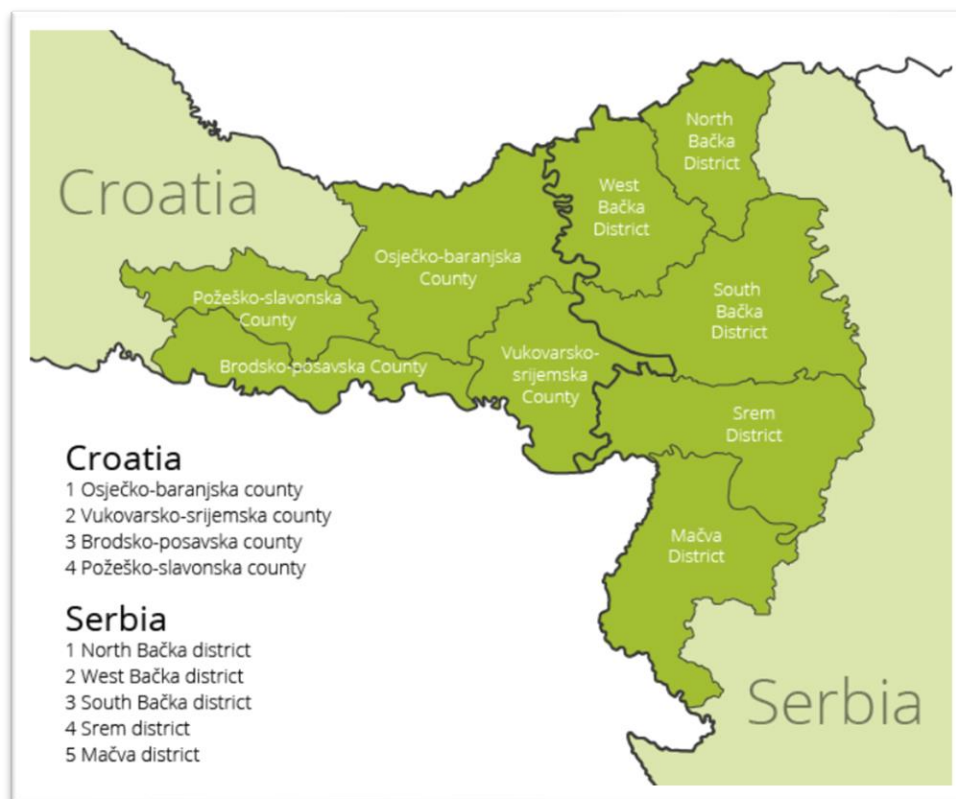 Croatia
North
Bačka
District
West
Bačka
District
Osječko-baranjska
County
Požeško-slavonska
County
South
Bačka
District
Brodsko-posavska County
Vukovarsko-
srijemska
County
Srem
District
Mačva
District
Serbia
Croatia
1 Osječko-baranjska county
2 Vukovarsko-srijemska county
3 Brodsko-posavska county
4 Požeško-slavonska county
Serbia
1 North Bačka district
2 West Bačka district
3 South Bačka district
4 Srem district
5 Mačva district